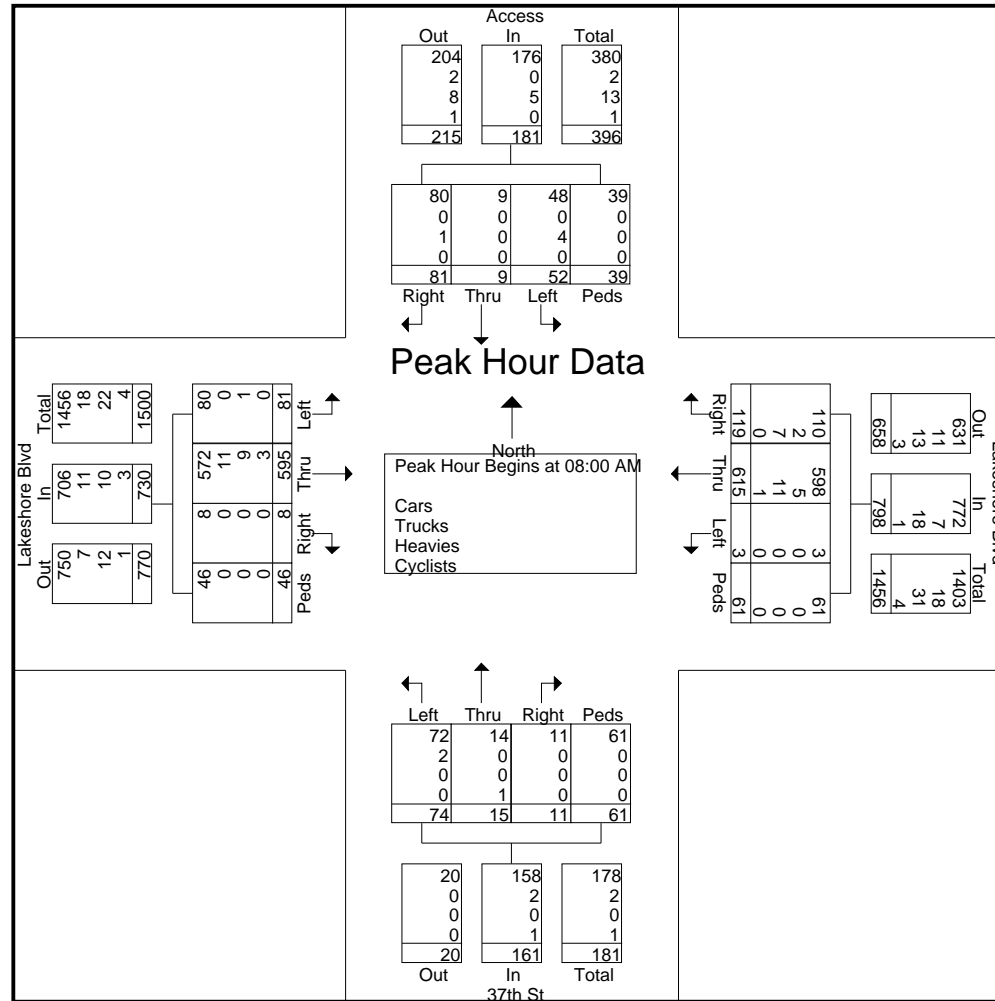 Access
Out In Total
204 176 380
2 0 2
8 5 13
1 0 1
215 181 396
80 9 48 39
0 0 0 0
1 0 4 0
0 0 0 0
81 9 52 39
Right Thru Left Peds
Peak Hour Data
North
Peak Hour Begins at 08:00 AM
Cars
Trucks
Heavies
Cyclists
Lakeshore Blvd
Total
1456
18
22
4
1500
In
706
11
10
3
730
Out
750
7
12
1
770
80 0 1 0 81 Left
572 11 9 3 595 Thru
8 0 0 0 8 Right
46 0 0 0 46 Peds
Right 119 0 7 2 110
Thru 615 1 11 5 598
Left 3 0 0 0 3
Peds 61 0 0 0 61
Out
631
11
13
3
658
In
772
7
18
1
798
Total
1403
18
31
4
1456
Lakeshore Blvd
Left Thru Right Peds
72 14 11 61
2 0 0 0
0 0 0 0
0 1 0 0
74 15 11 61
20 158 178
0 2 2
0 0 0
0 1 1
20 161 181
Out In Total
37th St